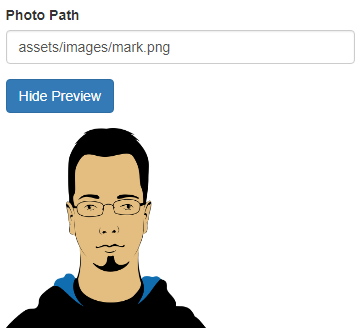 Photo Path
assets/images/mark.png
Hide Preview